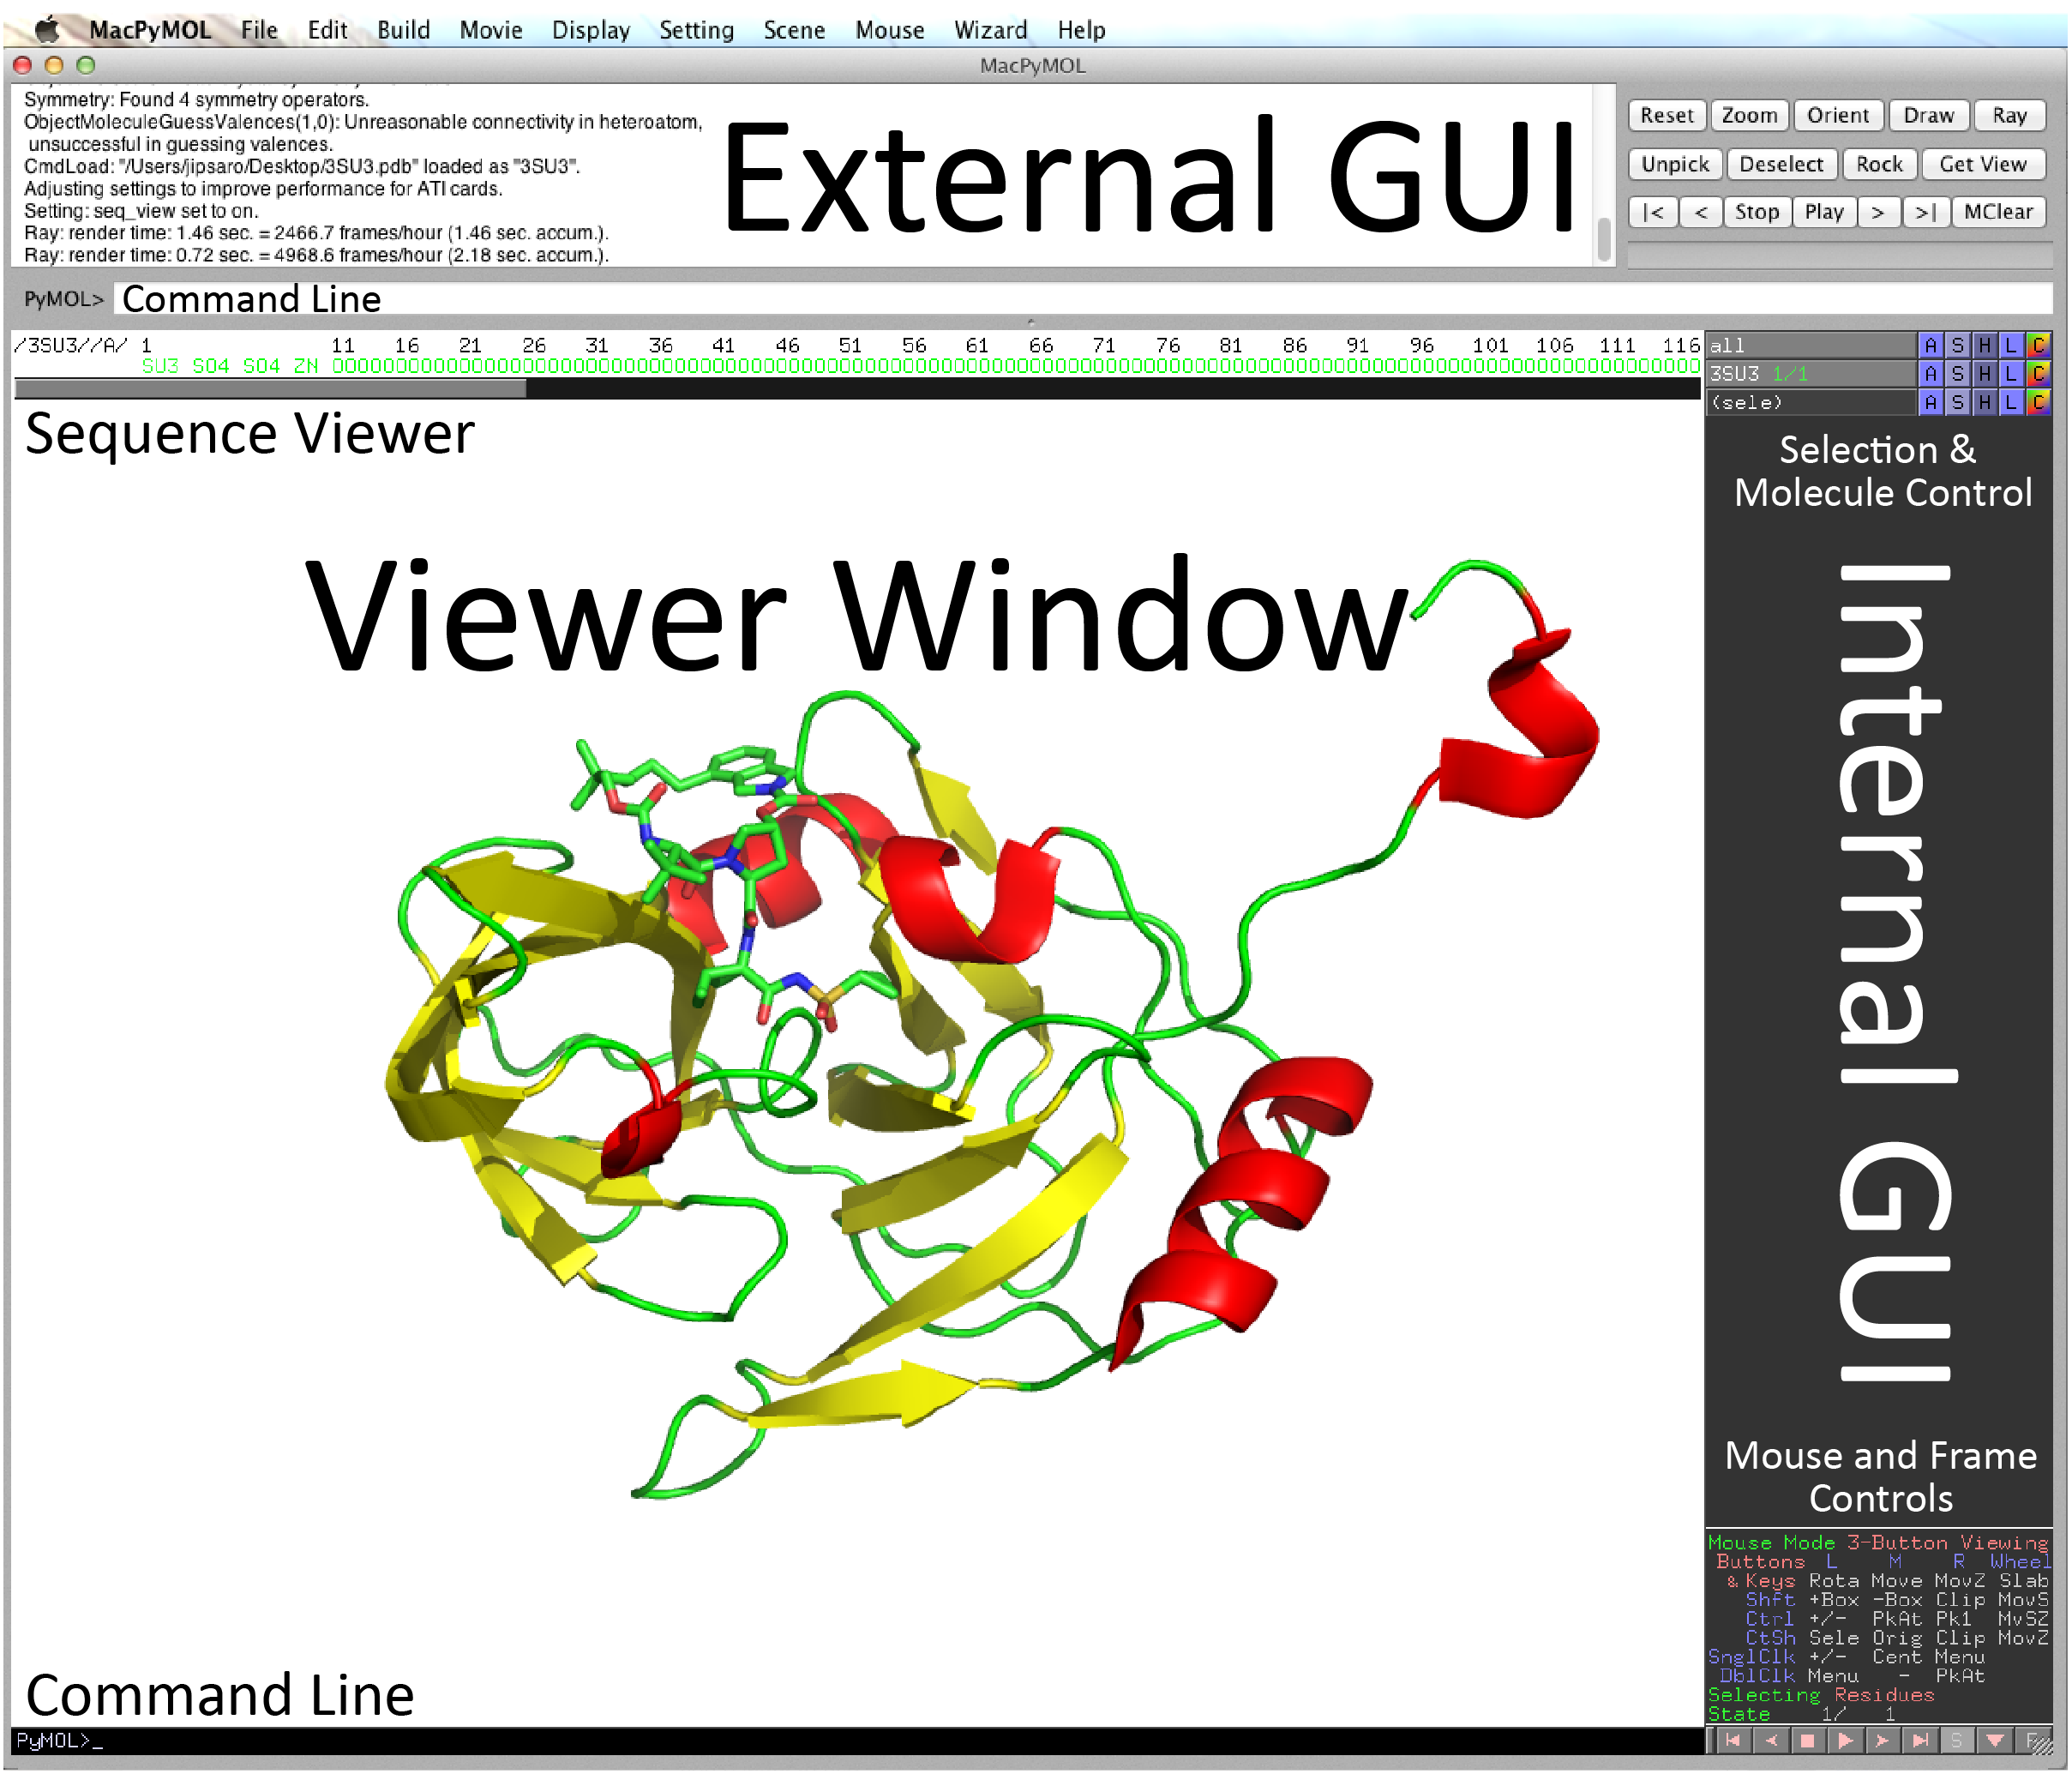 MacPyMOL File Edit Build Movie Display Setting Scene Mouse Wizard Help
MacPyMOL
Symmetry: Found 4 symmetry operators.
ObjectMoleculeGuessValences(1,0): Unreasonable connectivity in heteroatom,
unsuccessful in guessing valences.
CmdLoad: "/Users/jipsaro/Desktop/3SU3.pdb" loaded as "3SU3".
Adjusting settings to improve performance for ATI cards.
Setting: seq_view set to on.
Ray: render time: 1.46 sec. = 2466.7 frames/hour (1.46 sec. accum.).
Ray: render time: 0.72 sec. = 4968.6 frames/hour (2.18 sec. accum.).
External GUI
Reset Zoom Orient Draw Ray
Unpick Deselect Rock Get View
|< < Stop Play > >| MClear
PyMOL> Command Line
/3SU3//A/ 1 11 16 21 26 31 36 41 46 51 56 61 66 71 76 81 86 91 96 101 106 111 116
SU3 SO4 SO4 ZN
all A S H L C
3SU3 1/1 A S H L C
(sele) A S H L C
Sequence Viewer
Selection &
Molecule Control
Viewer Window
Internal GUI
Mouse and Frame
Controls
Mouse Mode 3-Button Viewing
Buttons L M R Wheel
& Keys Rota Move MovZ Slab
Shft +Box -Box Clip MovS
Ctrl +/- PkAt Pk1 MvSZ
CtSh Sele Orig Clip MovZ
SnglClk +/- Cent Menu
DblClk Menu - PkAt
Selecting Residues
State 1/ 1
Command Line
PyMOL>_
S F